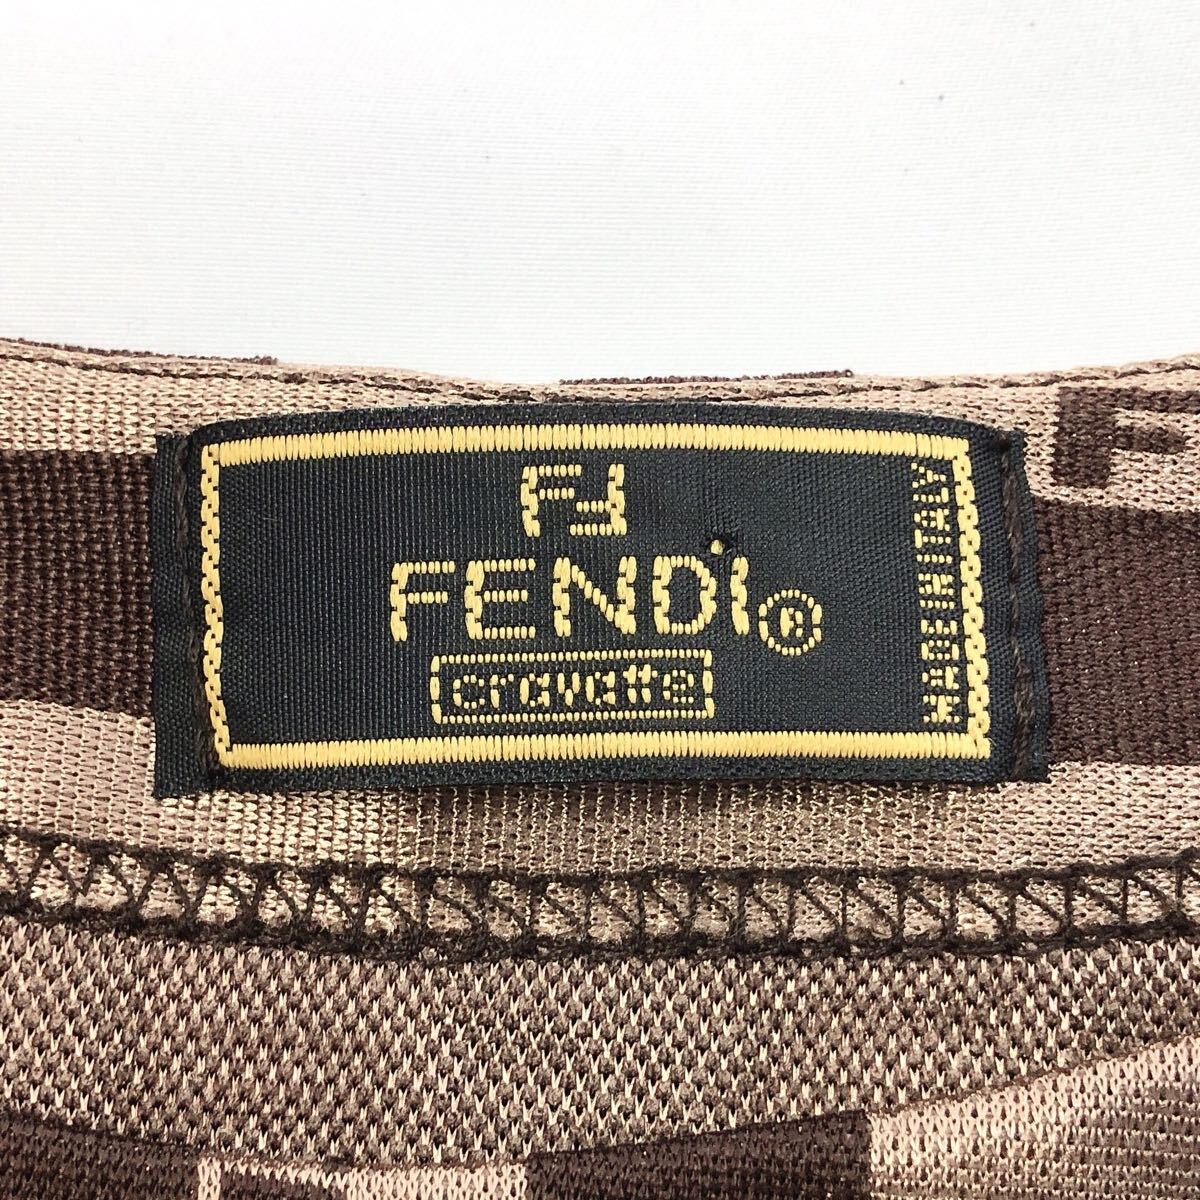 FF
FENDI®
cravatte
MADE IN ITALY